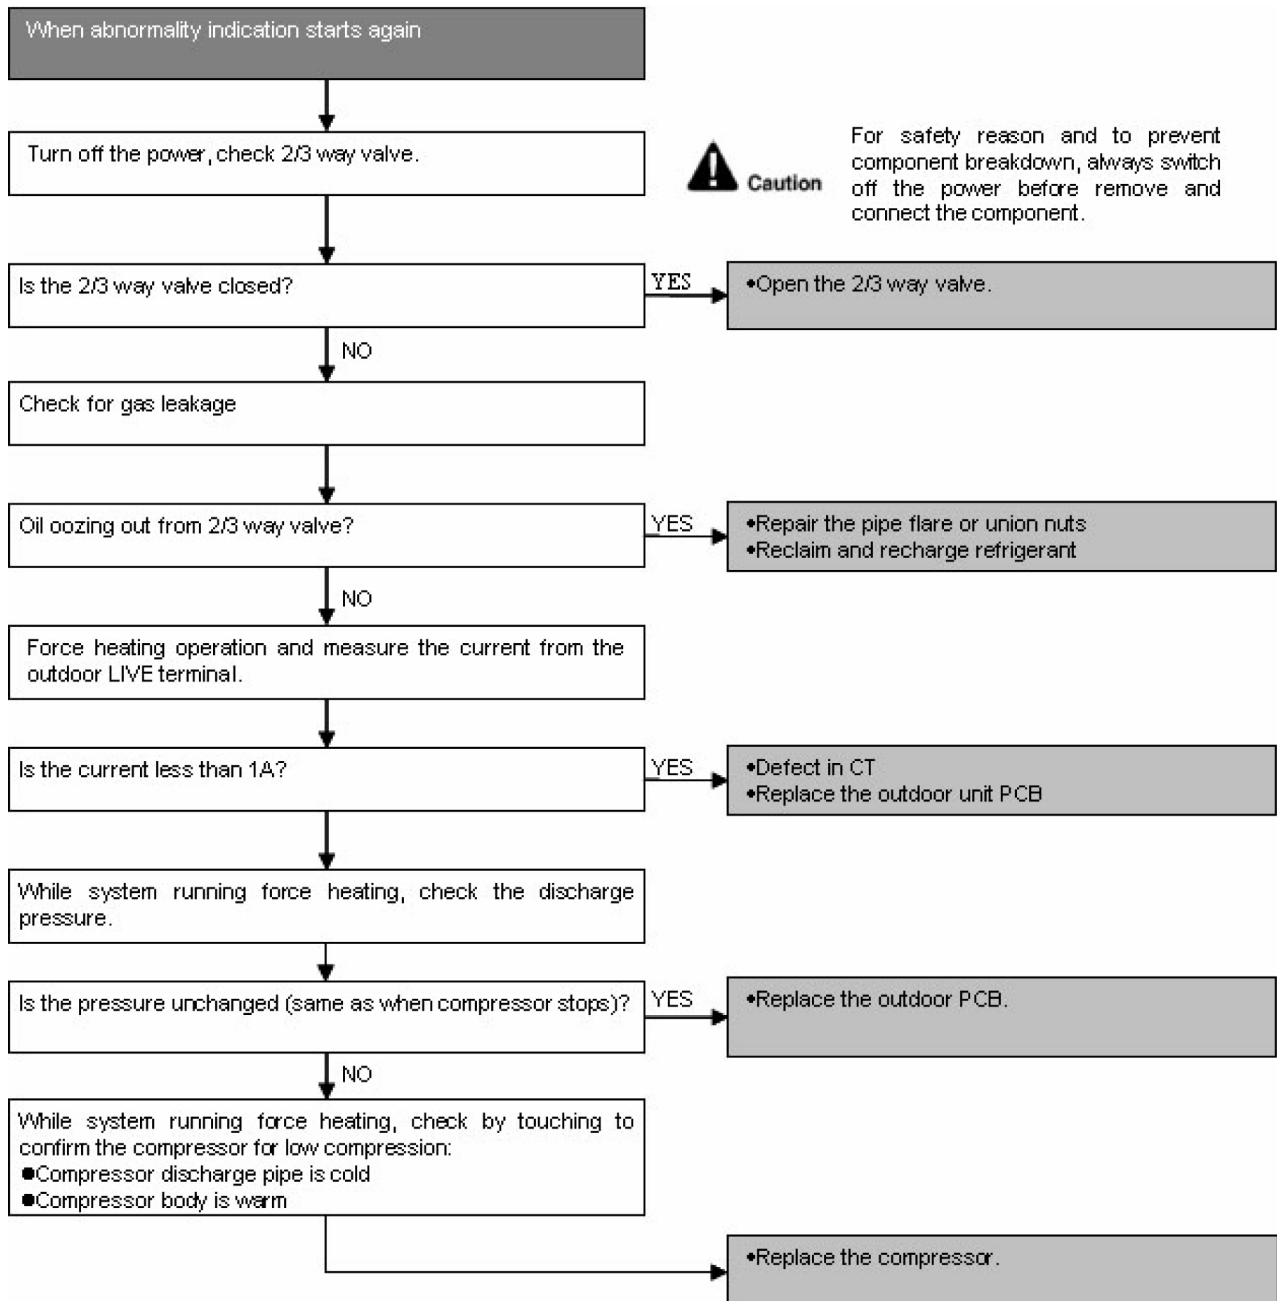 When abnormality indication starts again
Turn off the power, check 2/3 way valve.
Caution
For safety reason and to prevent
component breakdown, always switch
off the power before remove and
connect the component.
Is the 2/3 way valve closed?
YES
•Open the 2/3 way valve.
NO
Check for gas leakage
Oil oozing out from 2/3 way valve?
YES
•Repair the pipe flare or union nuts
•Reclaim and recharge refrigerant
NO
Force heating operation and measure the current from the
outdoor LIVE terminal.
Is the current less than 1A?
YES
•Defect in CT
•Replace the outdoor unit PCB
While system running force heating, check the discharge
pressure.
Is the pressure unchanged (same as when compressor stops)?
YES
•Replace the outdoor PCB.
NO
While system running force heating, check by touching to
confirm the compressor for low compression:
●Compressor discharge pipe is cold
●Compressor body is warm
•Replace the compressor.